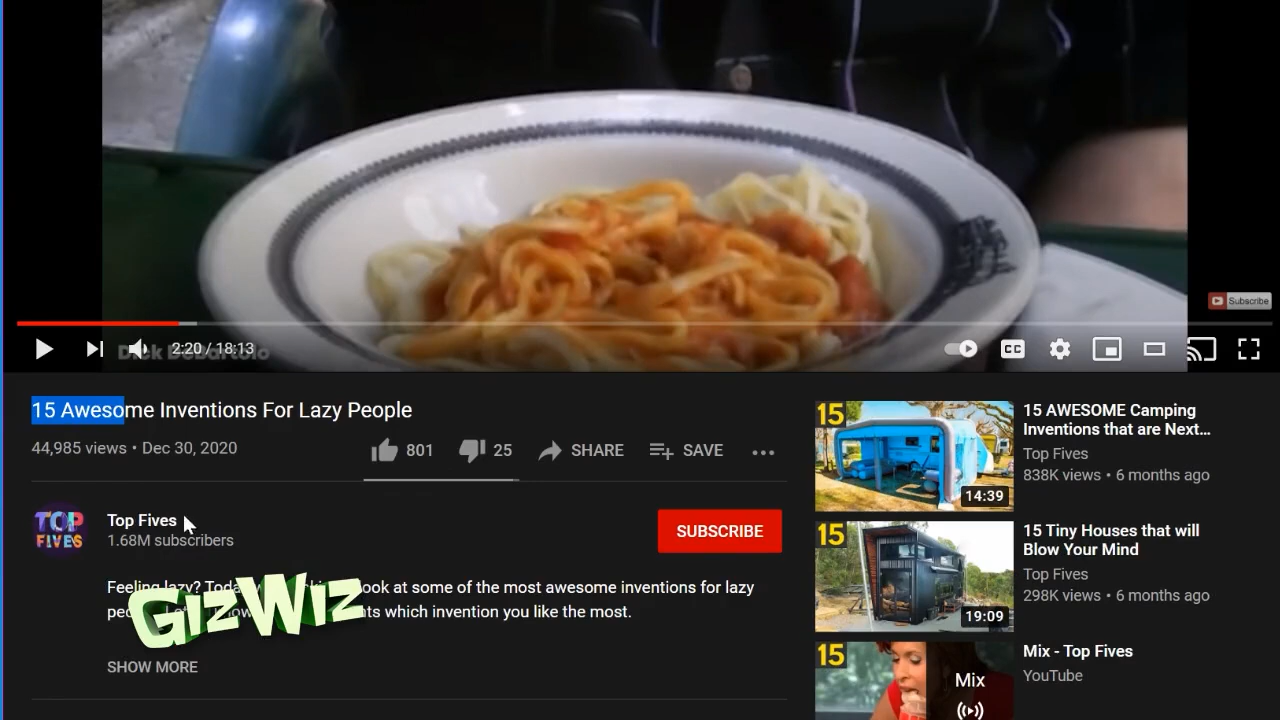 Subscribe
2:20 / 18:13
CC
15 Awesome Inventions For Lazy People
44,985 views • Dec 30, 2020
801
25
SHARE
SAVE
TOP
FIVES
Top Fives
1.68M subscribers
SUBSCRIBE
Feeling lazy? look at some of the most awesome inventions for lazy
which invention you like the most.
GizWiz
SHOW MORE
15
14:39
15 AWESOME Camping
Inventions that are Next...
Top Fives
838K views • 6 months ago
15
19:09
15 Tiny Houses that will
Blow Your Mind
Top Fives
298K views • 6 months ago
15
Mix
Mix - Top Fives
YouTube